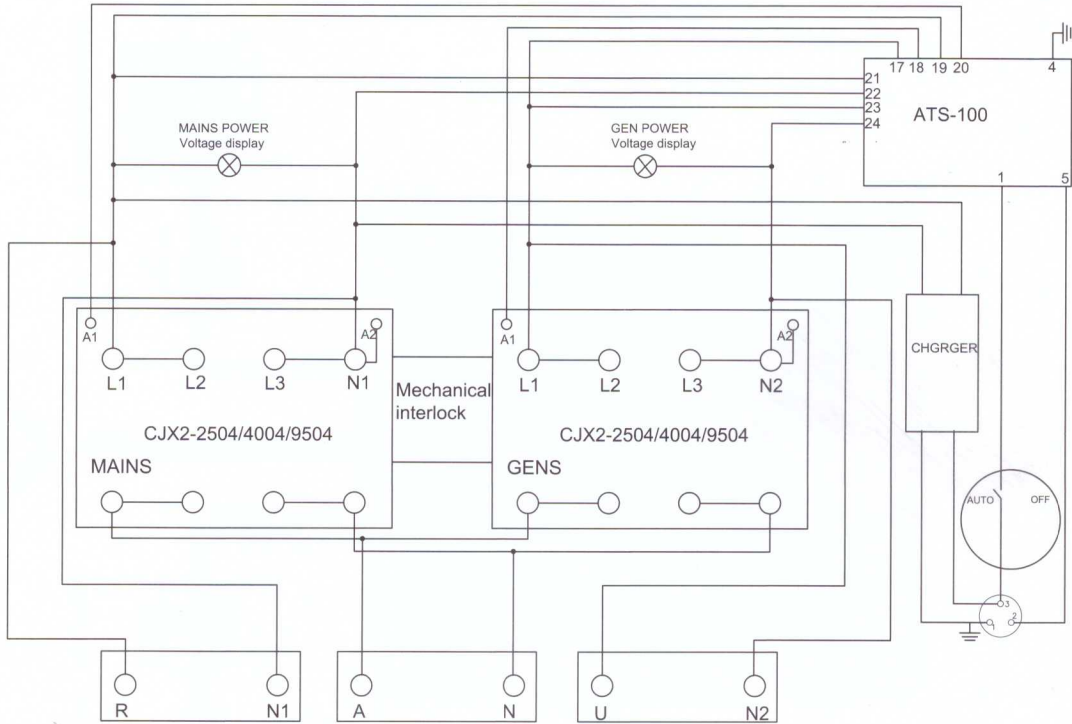 17 18 19 20 4
21
22
23
24
ATS-100
1 5
MAINS POWER
Voltage display
GEN POWER
Voltage display
A1 A2
L1 L2 L3 N1
CJX2-2504/4004/9504
MAINS
Mechanical
interlock
A1 A2
L1 L2 L3 N2
CJX2-2504/4004/9504
GENS
CHGRGER
AUTO OFF
3
1 2
R N1
A N
U N2